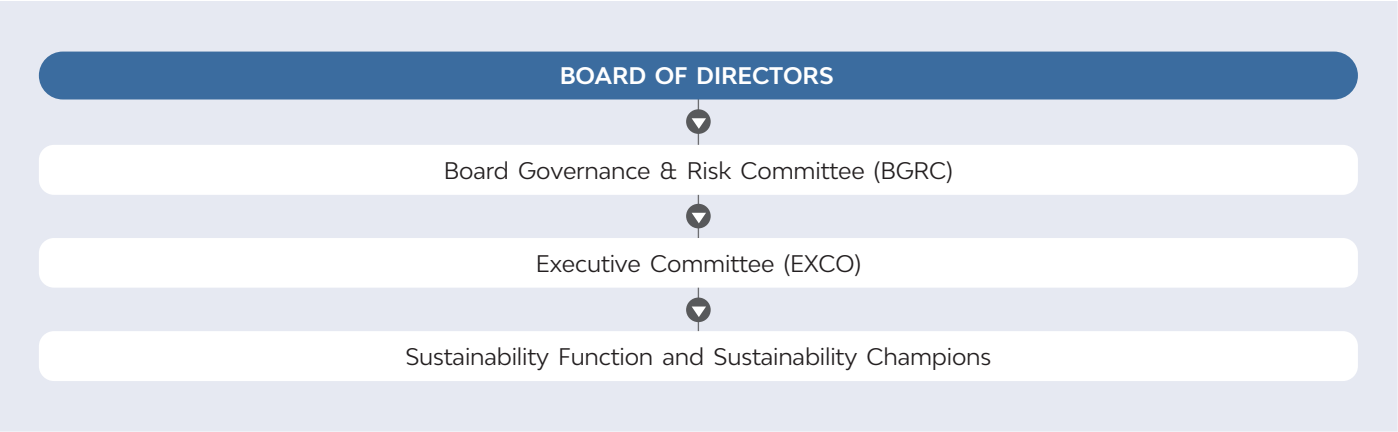 BOARD OF DIRECTORS
Board Governance & Risk Committee (BGRC)
Executive Committee (EXCO)
Sustainability Function and Sustainability Champions